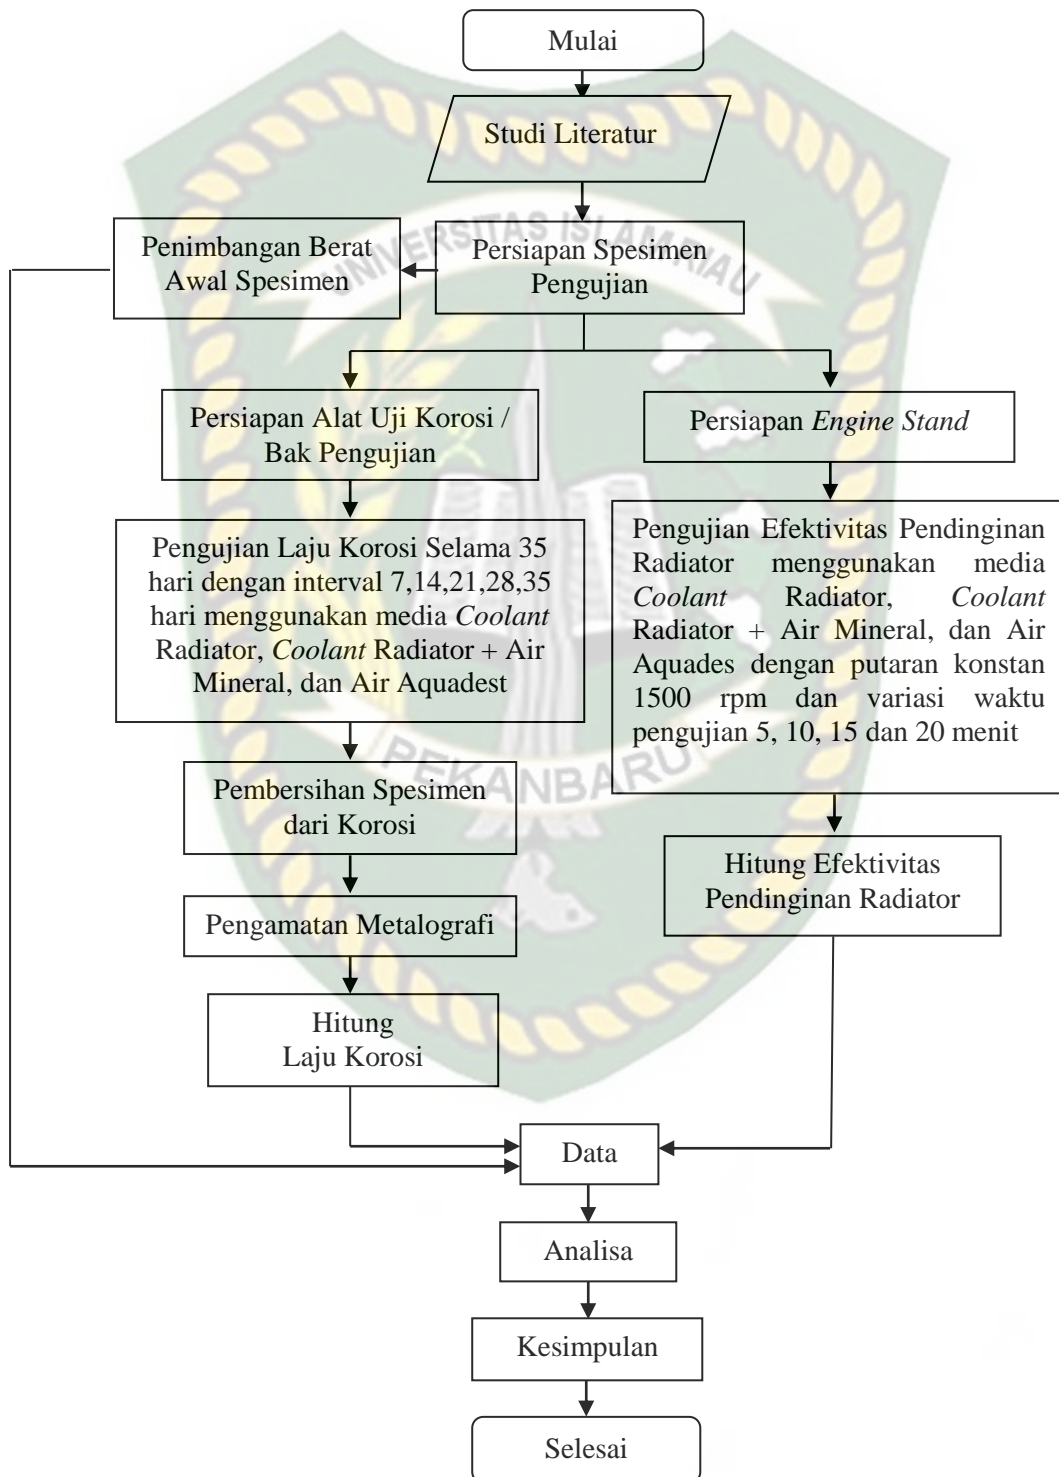 Mulai
Studi Literatur
UNIVERSITAS ISLAM RIAU
Penimbangan Berat
Awal Spesimen
Persiapan Spesimen
Pengujian
Persiapan Alat Uji Korosi /
Bak Pengujian
Persiapan Engine Stand
Pengujian Laju Korosi Selama 35
hari dengan interval 7,14,21,28,35
hari menggunakan media Coolant
Radiator, Coolant Radiator + Air
Mineral, dan Air Aquadest
Pengujian Efektivitas Pendinginan
Radiator menggunakan media
Coolant Radiator, Coolant
Radiator + Air Mineral, dan Air
Aquades dengan putaran konstan
1500 rpm dan variasi waktu
pengujian 5, 10, 15 dan 20 menit
PEKANBARU
Pembersihan Spesimen
dari Korosi
Hitung Efektivitas
Pendinginan Radiator
Pengamatan Metalografi
Hitung
Laju Korosi
Data
Analisa
Kesimpulan
Selesai